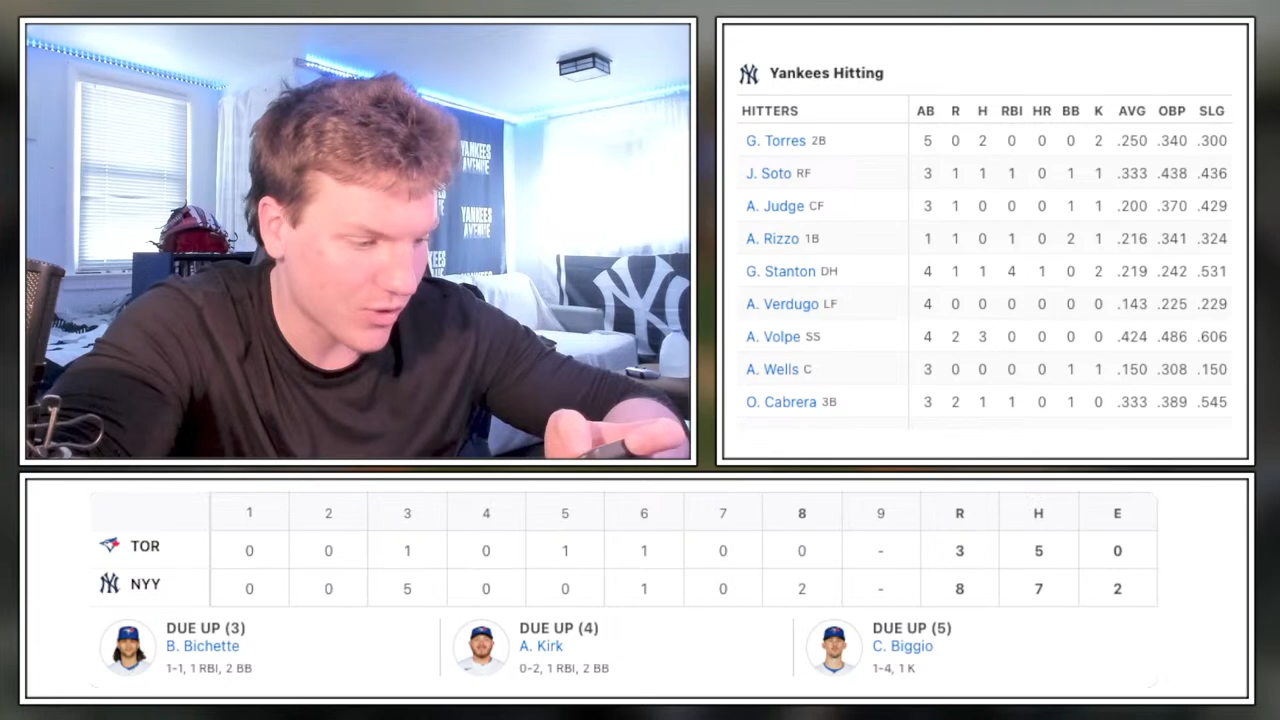 YANKEES
AVENUE
YANKEES
AVENUE
Yankees Hitting
HITTERS AB H RBI HR BB K AVG OBP SLG
G. Torres 2B 5 0 2 0 0 0 2 .250 .340 .300
J. Soto RF 3 1 1 1 0 1 1 .333 .438 .436
A. Judge CF 3 1 0 0 0 1 1 .200 .370 .429
A. Rizzo 1B 1 1 0 1 0 2 1 .216 .341 .324
G. Stanton DH 4 1 1 4 1 0 2 .219 .242 .531
A. Verdugo LF 4 0 0 0 0 0 0 .143 .225 .229
A. Volpe SS 4 2 3 0 0 0 0 .424 .486 .606
A. Wells C 3 0 0 0 0 1 1 .150 .308 .150
O. Cabrera 3B 3 2 1 1 0 1 0 .333 .389 .545
1 2 3 4 5 6 7 8 9 R H E
TOR 0 0 1 0 1 1 0 0 - 3 5 0
NYY 0 0 5 0 0 1 0 2 - 8 7 2
DUE UP (3)
B. Bichette
1-1, 1 RBI, 2 BB
DUE UP (4)
A. Kirk
0-2, 1 RBI, 2 BB
DUE UP (5)
C. Biggio
1-4, 1 K